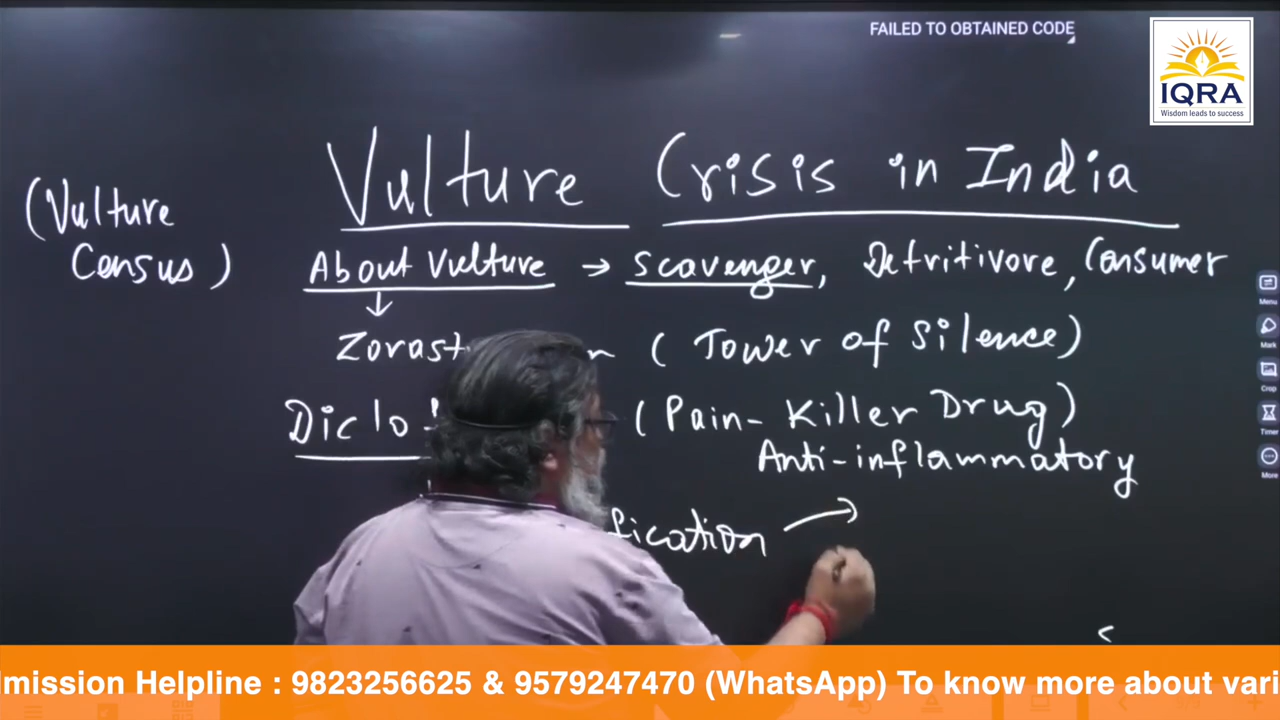 FAILED TO OBTAINED CODE
IQRA
Wisdom leads to success
Vulture Crisis in India
(Vulture Census)
About Vulture → Scavenger, Detritivore, Consumer
↓
Zorast n (Tower of Silence)
Diclo (Pain-Killer Drug)
Anti-inflammatory
fication →
Menu
Mark
Crop
Timer
More
mission Helpline : 9823256625 & 9579247470 (WhatsApp) To know more about vari